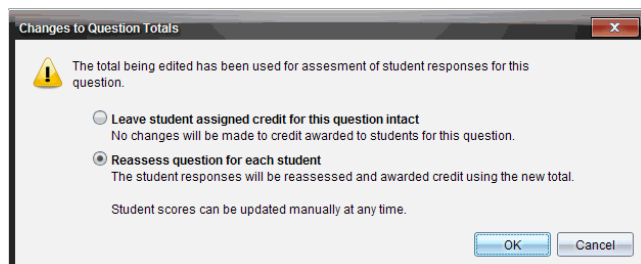 Changes to Question Totals
The total being edited has been used for assesment of student responses for this
question.
Leave student assigned credit for this question intact
No changes will be made to credit awarded to students for this question.
Reassess question for each student
The student responses will be reassessed and awarded credit using the new total.
Student scores can be updated manually at any time.
OK Cancel